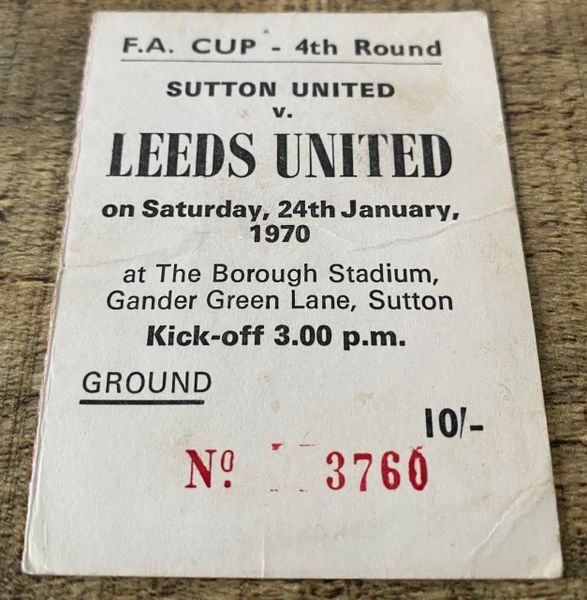 F.A. CUP - 4th Round
SUTTON UNITED
v.
LEEDS UNITED
on Saturday, 24th January,
1970
at The Borough Stadium,
Gander Green Lane, Sutton
Kick-off 3.00 p.m.
GROUND
10/-
Nº. 3760